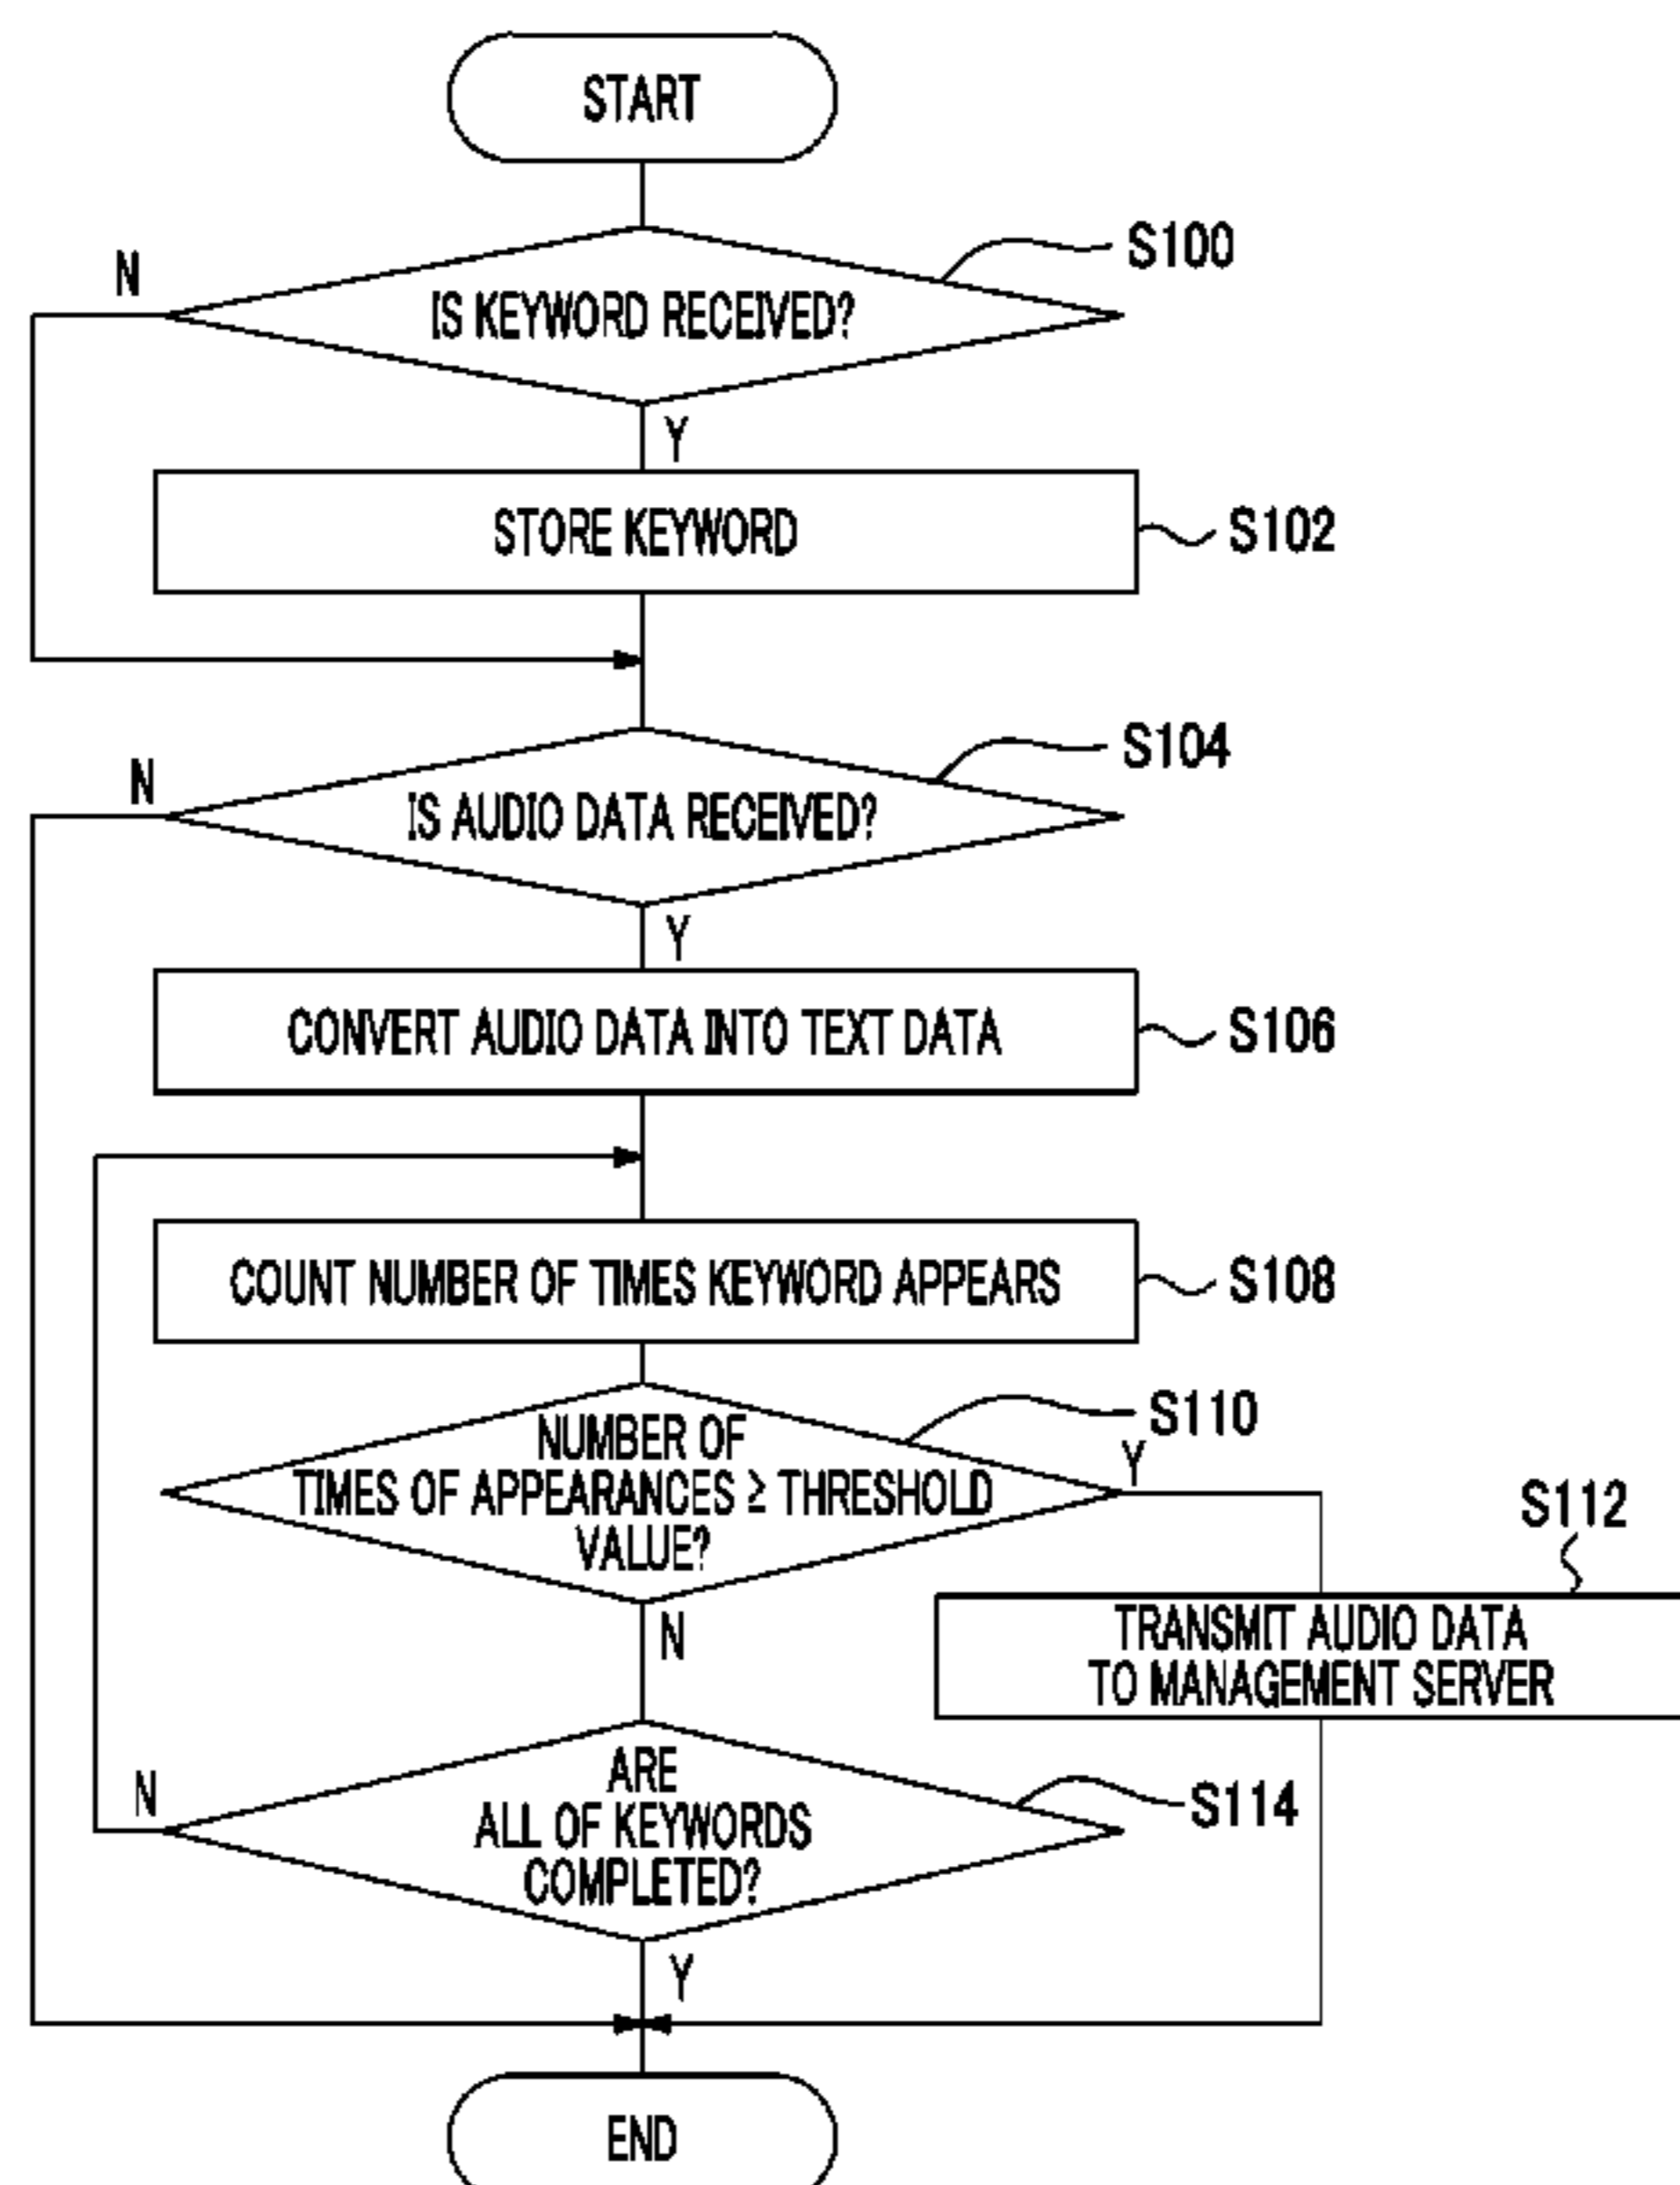 START
S100
N
IS KEYWORD RECEIVED?
Y
STORE KEYWORD
S102
S104
N
IS AUDIO DATA RECEIVED?
Y
CONVERT AUDIO DATA INTO TEXT DATA
S106
COUNT NUMBER OF TIMES KEYWORD APPEARS
S108
S110
NUMBER OF
TIMES OF APPEARANCES ≥ THRESHOLD
VALUE?
Y
S112
N
TRANSMIT AUDIO DATA
TO MANAGEMENT SERVER
S114
N
ARE
ALL OF KEYWORDS
COMPLETED?
Y
END